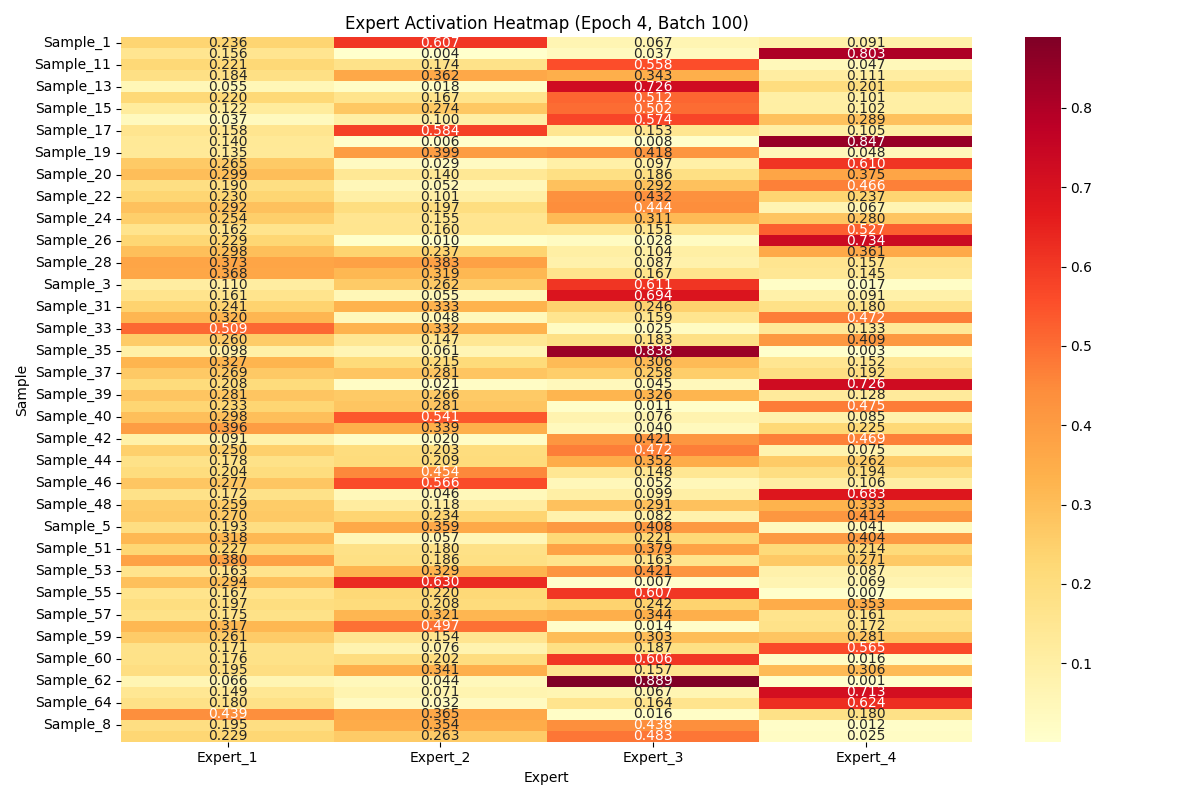 Expert Activation Heatmap (Epoch 4, Batch 100)
Sample_1 0.236 0.607 0.067 0.091
0.156 0.004 0.037 0.803
Sample_11 0.221 0.174 0.558 0.047
0.184 0.362 0.343 0.111
Sample_13 0.055 0.018 0.726 0.201
0.220 0.167 0.512 0.101
Sample_15 0.122 0.274 0.502 0.102
0.037 0.100 0.574 0.289
Sample_17 0.158 0.584 0.153 0.105
0.140 0.006 0.008 0.847
Sample_19 0.135 0.399 0.418 0.048
0.265 0.029 0.097 0.610
Sample_20 0.299 0.140 0.186 0.375
0.190 0.052 0.292 0.466
Sample_22 0.230 0.101 0.432 0.237
0.292 0.197 0.444 0.067
Sample_24 0.254 0.155 0.311 0.280
0.162 0.160 0.151 0.527
Sample_26 0.229 0.010 0.028 0.734
0.298 0.237 0.104 0.361
Sample_28 0.373 0.383 0.087 0.157
0.368 0.319 0.167 0.145
Sample_3 0.110 0.262 0.611 0.017
0.161 0.055 0.694 0.091
Sample_31 0.241 0.333 0.246 0.180
0.320 0.048 0.159 0.472
Sample_33 0.509 0.332 0.025 0.133
0.260 0.147 0.183 0.409
Sample_35 0.098 0.061 0.838 0.003
0.327 0.215 0.306 0.152
Sample_37 0.269 0.281 0.258 0.192
0.208 0.021 0.045 0.726
Sample_39 0.281 0.266 0.326 0.128
0.233 0.281 0.011 0.475
Sample_40 0.298 0.541 0.076 0.085
0.396 0.339 0.040 0.225
Sample_42 0.091 0.020 0.421 0.469
0.250 0.203 0.472 0.075
Sample_44 0.178 0.209 0.352 0.262
0.204 0.454 0.148 0.194
Sample_46 0.277 0.566 0.052 0.106
0.172 0.046 0.099 0.683
Sample_48 0.259 0.118 0.291 0.333
0.270 0.234 0.082 0.414
Sample_5 0.193 0.359 0.408 0.041
0.318 0.057 0.221 0.404
Sample_51 0.227 0.180 0.379 0.214
0.380 0.186 0.163 0.271
Sample_53 0.163 0.329 0.421 0.087
0.294 0.630 0.007 0.069
Sample_55 0.167 0.220 0.607 0.007
0.197 0.208 0.242 0.353
Sample_57 0.175 0.321 0.344 0.161
0.317 0.497 0.014 0.172
Sample_59 0.261 0.154 0.303 0.281
0.171 0.076 0.187 0.565
Sample_60 0.176 0.202 0.606 0.016
0.195 0.341 0.157 0.306
Sample_62 0.066 0.044 0.889 0.001
0.149 0.071 0.067 0.713
Sample_64 0.180 0.032 0.164 0.624
0.439 0.365 0.016 0.180
Sample_8 0.195 0.354 0.438 0.012
0.229 0.263 0.483 0.025
Expert_1 Expert_2 Expert_3 Expert_4
Expert
Sample
0.8
0.7
0.6
0.5
0.4
0.3
0.2
0.1